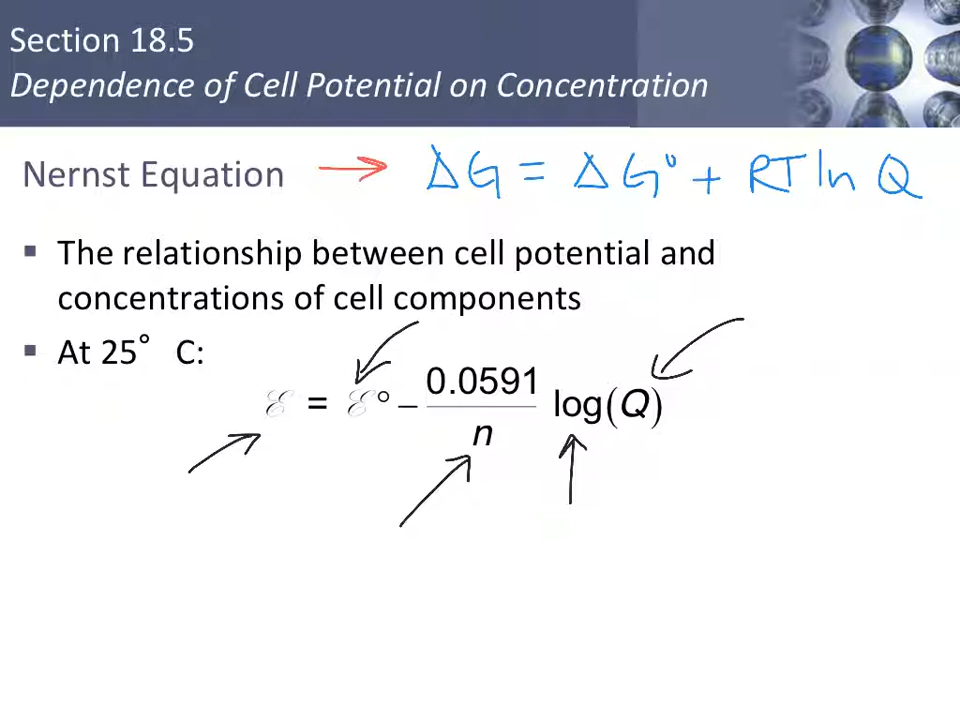 Section 18.5
Dependence of Cell Potential on Concentration
Nernst Equation → ΔG = ΔG° + RT ln Q
▪ The relationship between cell potential and
concentrations of cell components
▪ At 25° C:
ℰ = ℰ° − 0.0591/n log(Q)